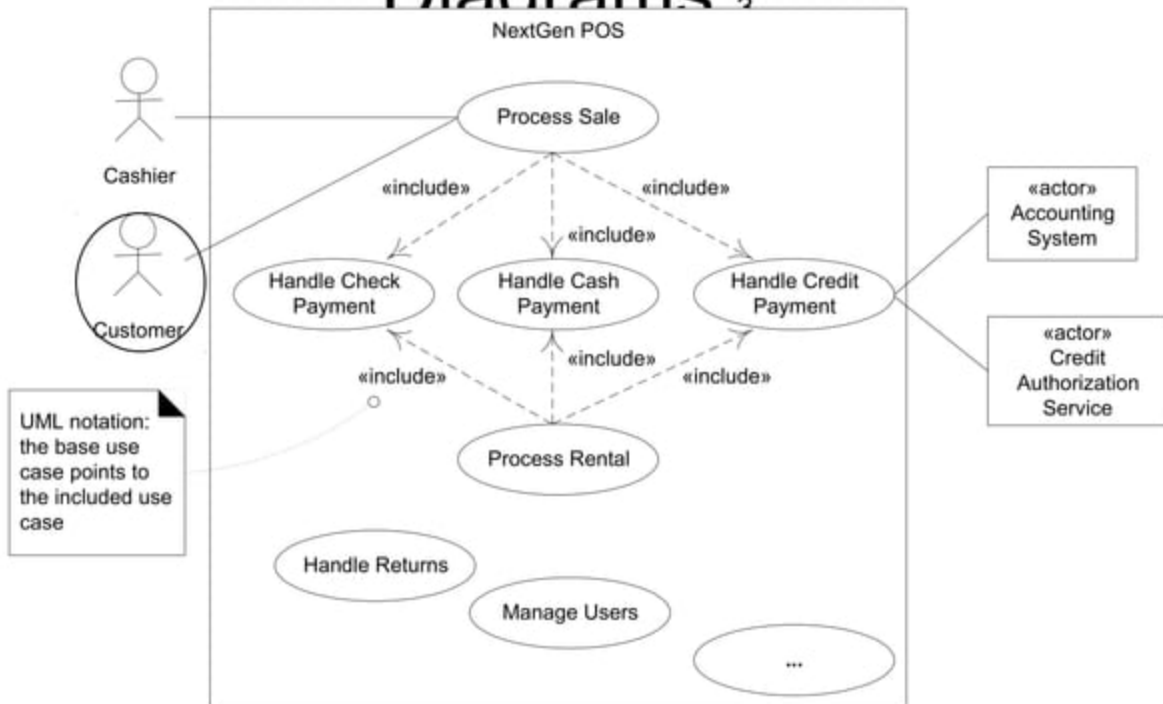 Diagrams
NextGen POS
Process Sale
Cashier
«include»
«include»
«include»
«actor»
Accounting
System
Handle Check
Payment
Handle Cash
Payment
Handle Credit
Payment
Customer
«include»
«include»
«include»
«actor»
Credit
Authorization
Service
UML notation:
the base use
case points to
the included use
case
Process Rental
Handle Returns
Manage Users
...